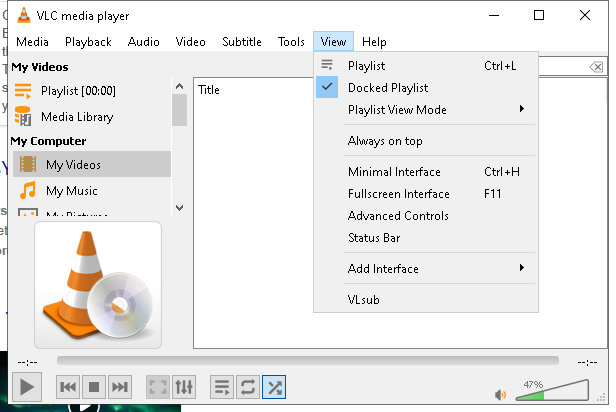 VLC media player
Media Playback Audio Video Subtitle Tools View Help
My Videos
Playlist [00:00]
Media Library
My Computer
My Videos
My Music
My Pictures
Title
Playlist Ctrl+L
Docked Playlist
Playlist View Mode
Always on top
Minimal Interface Ctrl+H
Fullscreen Interface F11
Advanced Controls
Status Bar
Add Interface
VLsub
--:-- --:--
47%